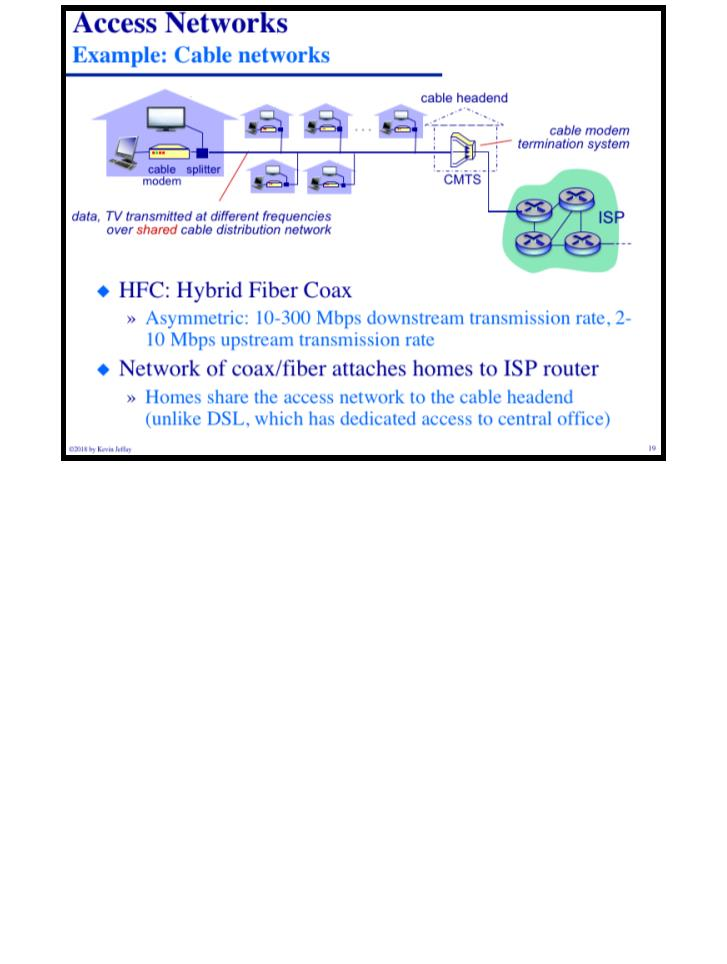 Access Networks
Example: Cable networks
cable headend
cable modem
termination system
cable splitter
modem
CMTS
data, TV transmitted at different frequencies
over shared cable distribution network
ISP
◆ HFC: Hybrid Fiber Coax
» Asymmetric: 10-300 Mbps downstream transmission rate, 2-
10 Mbps upstream transmission rate
◆ Network of coax/fiber attaches homes to ISP router
» Homes share the access network to the cable headend
(unlike DSL, which has dedicated access to central office)
©2018 by Kevin Jeffay
19